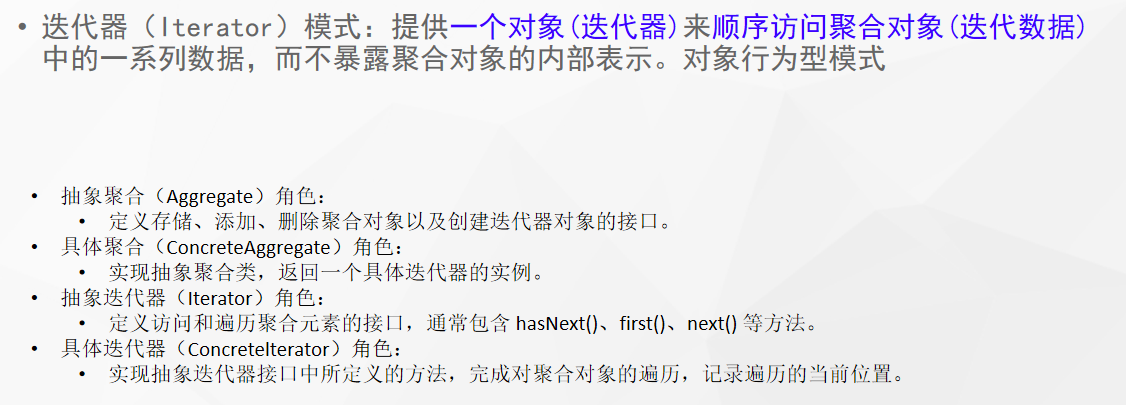 • 迭代器（Iterator）模式：提供一个对象(迭代器)来顺序访问聚合对象(迭代数据)
中的一系列数据，而不暴露聚合对象的内部表示。对象行为型模式
• 抽象聚合（Aggregate）角色：
• 定义存储、添加、删除聚合对象以及创建迭代器对象的接口。
• 具体聚合（ConcreteAggregate）角色：
• 实现抽象聚合类，返回一个具体迭代器的实例。
• 抽象迭代器（Iterator）角色：
• 定义访问和遍历聚合元素的接口，通常包含 hasNext()、first()、next() 等方法。
• 具体迭代器（Concretelterator）角色：
• 实现抽象迭代器接口中所定义的方法，完成对聚合对象的遍历，记录遍历的当前位置。